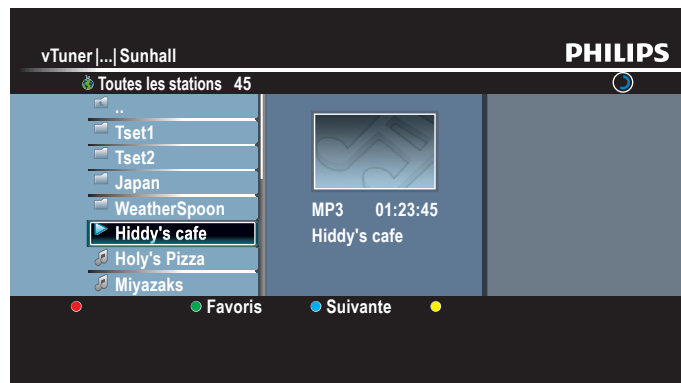 vTuner|...| Sunhall
PHILIPS
Toutes les stations 45
..
Tset1
Tset2
Japan
WeatherSpoon
Hiddy's cafe
Holy's Pizza
Miyazaks
MP3 01:23:45
Hiddy's cafe
Favoris Suivante